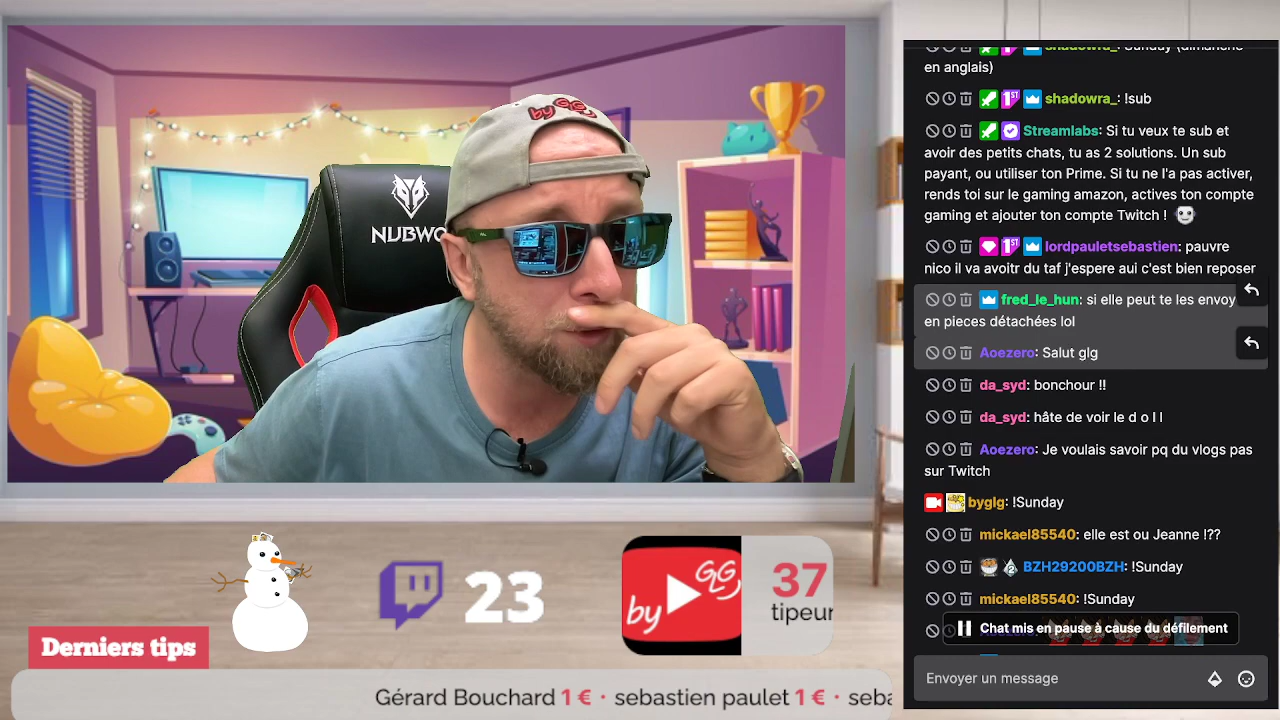 by GG
NUBWO
23
by GG
37
tipeur
Derniers tips
Gérard Bouchard 1 € · sebastien paulet 1 € · seba
shadowra_: !Sunday (dimanche
en anglais)
shadowra_: !sub
Streamlabs: Si tu veux te sub et
avoir des petits chats, tu as 2 solutions. Un sub
payant, ou utiliser ton Prime. Si tu ne l'a pas activer,
rends toi sur le gaming amazon, actives ton compte
gaming et ajouter ton compte Twitch !
lordpauletsebastien: pauvre
nico il va avoitr du taf j'espere aui c'est bien reposer
fred_le_hun: si elle peut te les envoy
en pieces détachées lol
Aoezero: Salut glg
da_syd: bonchour !!
da_syd: hâte de voir le d o l l
Aoezero: Je voulais savoir pq du vlogs pas
sur Twitch
byglg: !Sunday
mickael85540: elle est ou Jeanne !??
BZH29200BZH: !Sunday
mickael85540: !Sunday
Chat mis en pause à cause du défilement
Envoyer un message